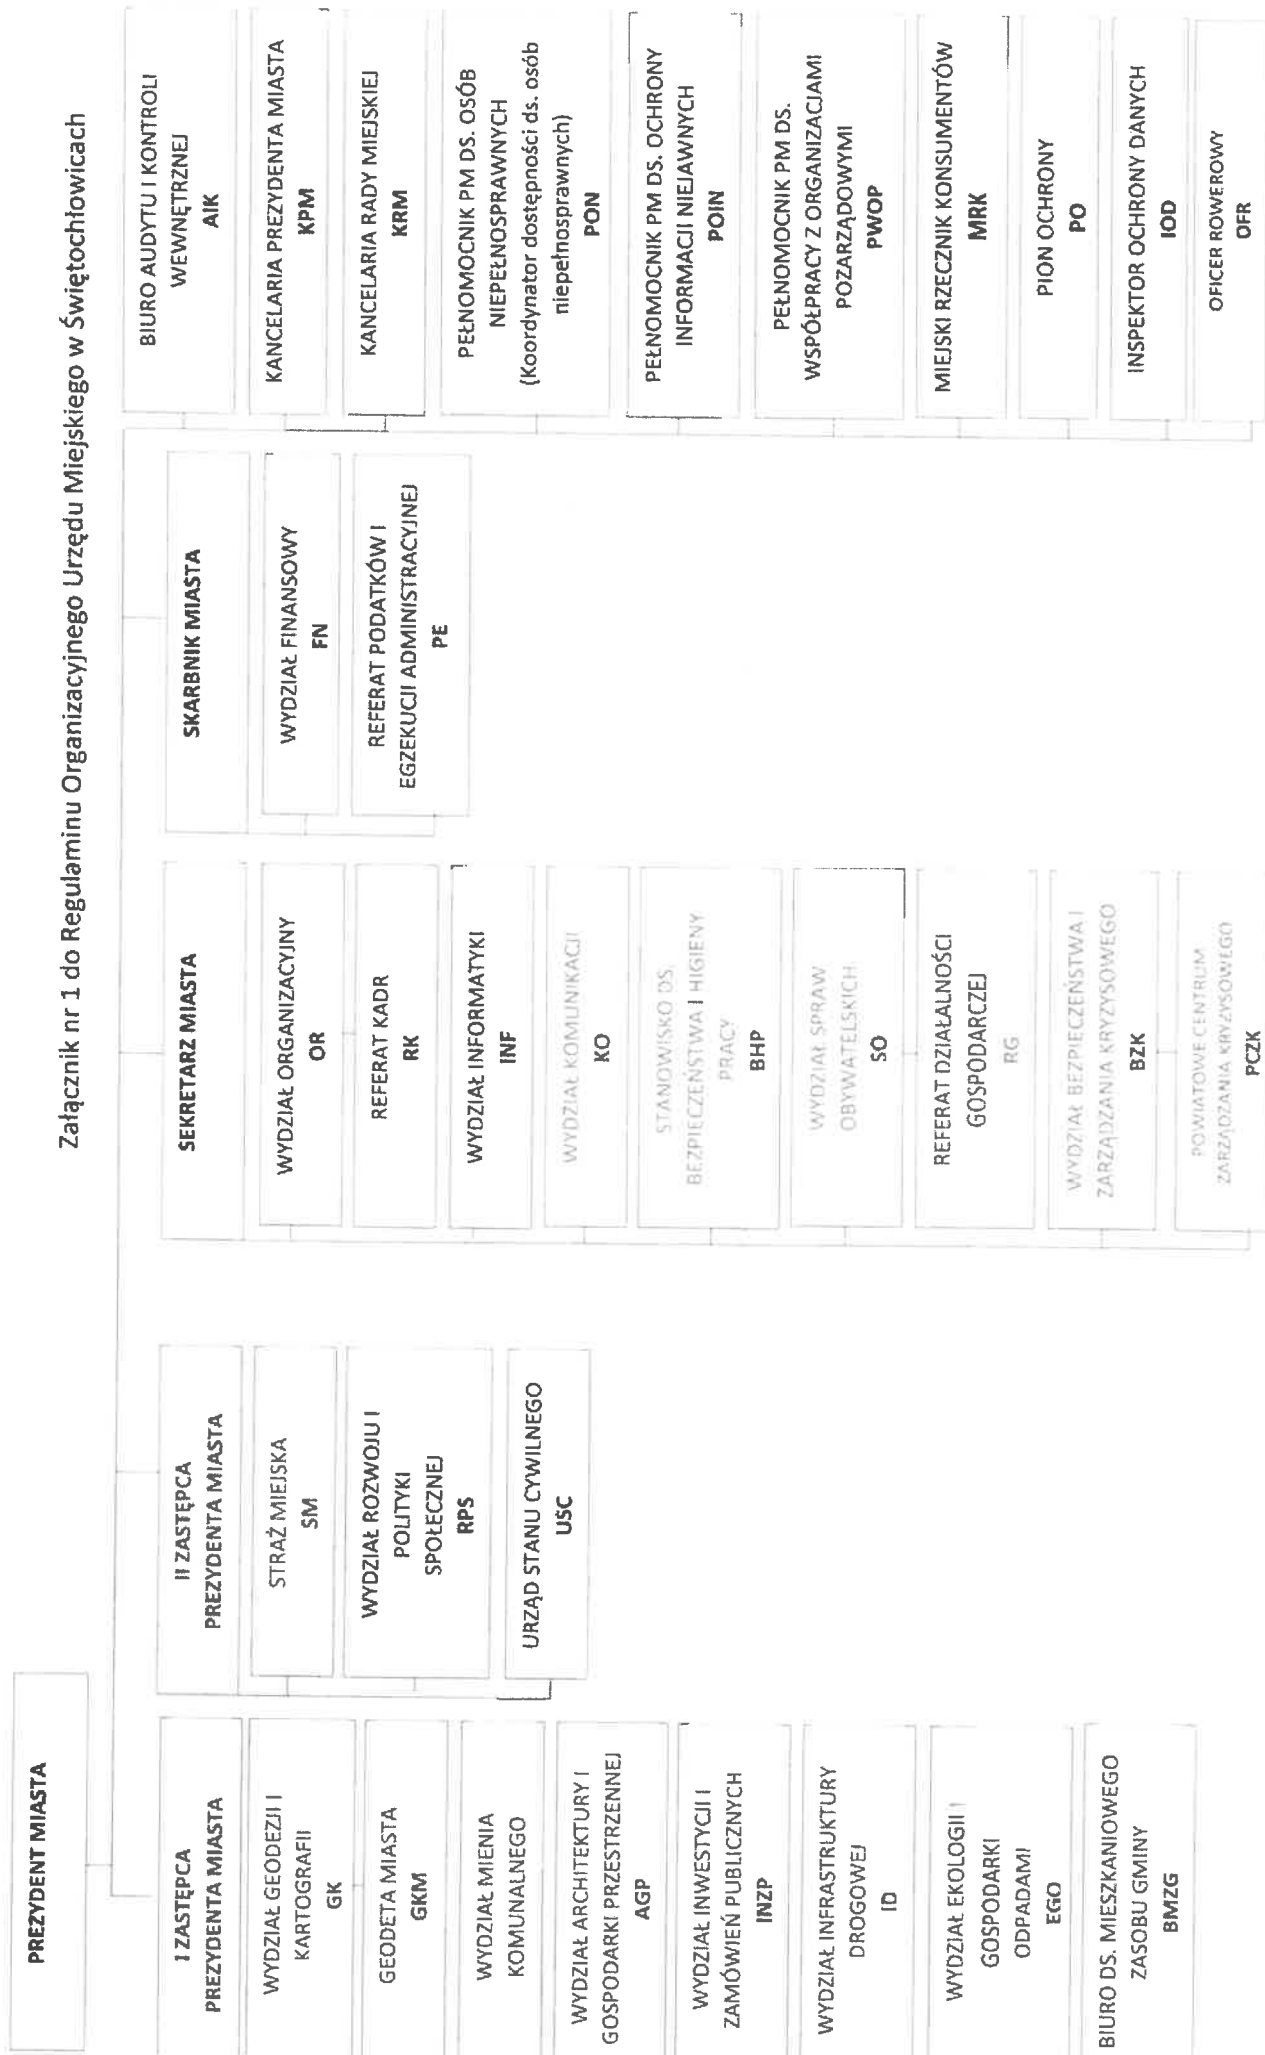 Załącznik nr 1 do Regulaminu Organizacyjnego Urzędu Miejskiego w Świętochłowicach
PREZYDENT MIASTA
I ZASTĘPCA
PREZYDENTA MIASTA
WYDZIAŁ GEODEZJI I
KARTOGRAFII
GK
GEODETA MIASTA
GKM
WYDZIAŁ MIENIA
KOMUNALNEGO
WYDZIAŁ ARCHITEKTURY I
GOSPODARKI PRZESTRZENNEJ
AGP
WYDZIAŁ INWESTYCJI I
ZAMÓWIEŃ PUBLICZNYCH
INZP
WYDZIAŁ INFRASTRUKTURY
DROGOWEJ
ID
WYDZIAŁ EKOLOGII I
GOSPODARKI
ODPADAMI
EGO
BIURO DS. MIESZKANIOWEGO
ZASOBU GMINY
BMZG
II ZASTĘPCA
PREZYDENTA MIASTA
STRAŻ MIEJSKA
SM
WYDZIAŁ ROZWOJU I
POLITYKI
SPOŁECZNEJ
RPS
URZĄD STANU CYWILNEGO
USC
SEKRETARZ MIASTA
WYDZIAŁ ORGANIZACYJNY
OR
REFERAT KADR
RK
WYDZIAŁ INFORMATYKI
INF
WYDZIAŁ KOMUNIKACJI
KO
STANOWISKO DS.
BEZPIECZEŃSTWA I HIGIENY
PRACY
BHP
WYDZIAŁ SPRAW
OBYWATELSKICH
SO
REFERAT DZIAŁALNOŚCI
GOSPODARCZEJ
RG
WYDZIAŁ BEZPIECZEŃSTWA I
ZARZĄDZANIA KRYZYSOWEGO
BZK
POWIATOWE CENTRUM
ZARZĄDZANIA KRYZYSOWEGO
PCZK
SKARBNIK MIASTA
WYDZIAŁ FINANSOWY
FN
REFERAT PODATKÓW I
EGZEKUCJI ADMINISTRACYJNEJ
PE
BIURO AUDYTU I KONTROLI
WEWNĘTRZNEJ
AIK
KANCELARIA PREZYDENTA MIASTA
KPM
KANCELARIA RADY MIEJSKIEJ
KRM
PEŁNOMOCNIK PM DS. OSÓB
NIEPEŁNOSPRAWNYCH
(Koordynator dostępności ds. osób
niepełnosprawnych)
PON
PEŁNOMOCNIK PM DS. OCHRONY
INFORMACJI NIEJAWNYCH
POIN
PEŁNOMOCNIK PM DS.
WSPÓŁPRACY Z ORGANIZACJAMI
POZARZĄDOWYMI
PWOP
MIEJSKI RZECZNIK KONSUMENTÓW
MRK
PION OCHRONY
PO
INSPEKTOR OCHRONY DANYCH
IOD
OFICER ROWEROWY
OFR